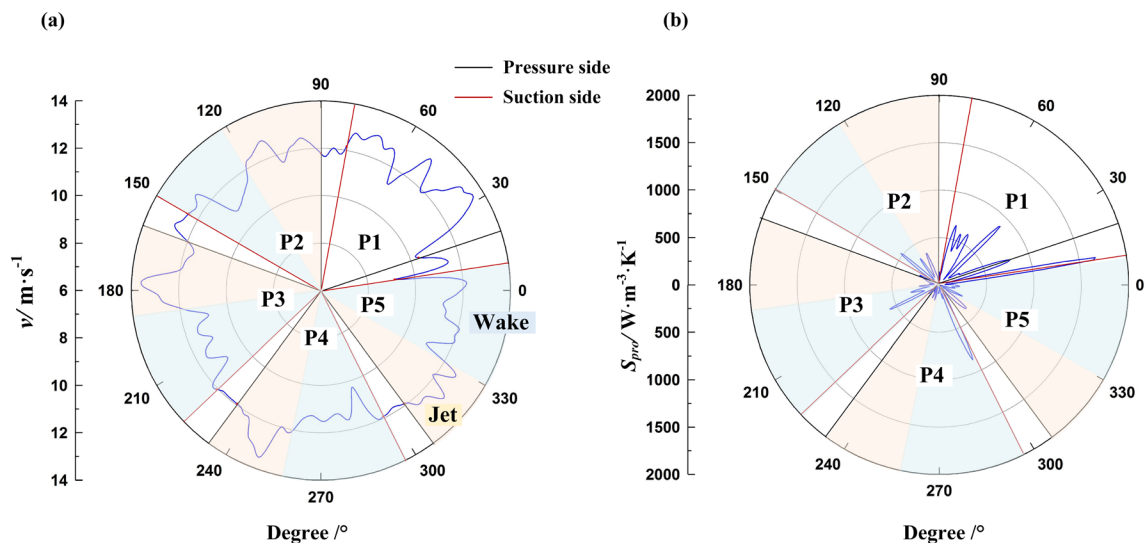 (a)
(b)
Pressure side
Suction side
v/ m·s⁻¹
14
12
10
8
6
8
10
12
14
90
120
60
150
30
180
0
210
330
240
300
270
P1
P2
P3
P4
P5
Wake
Jet
Degree /°
S_pro/ W·m⁻³·K⁻¹
2000
1500
1000
500
0
500
1000
1500
2000
90
120
60
150
30
180
0
210
330
240
300
270
P1
P2
P3
P4
P5
Degree /°